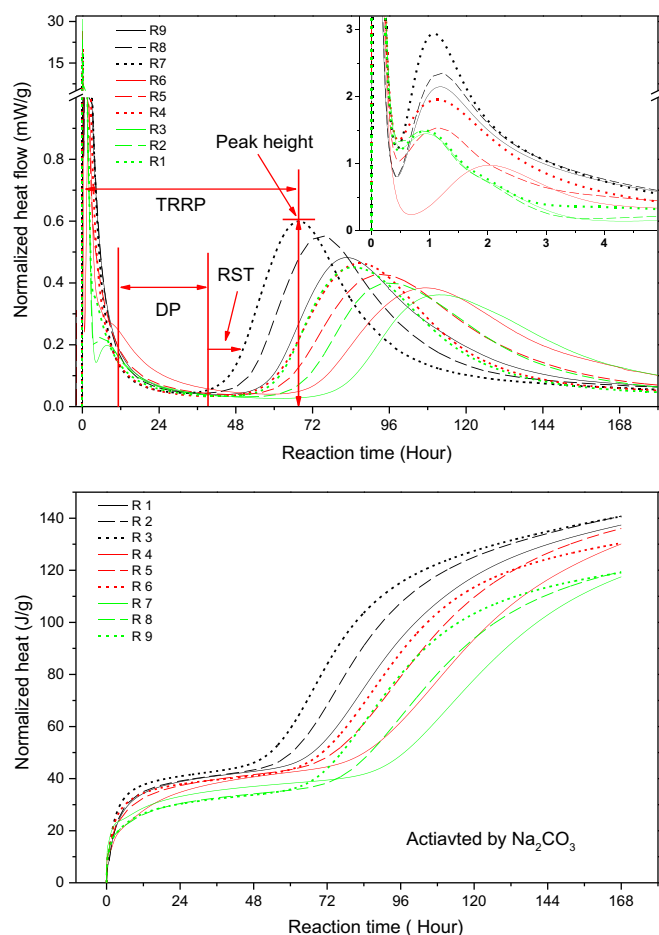 30
15
0.8
0.6
0.4
0.2
0.0
Normalized heat flow (mW/g)
R9
R8
R7
R6
R5
R4
R3
R2
R1
Peak height
TRRP
RST
DP
3
2
1
0
0 1 2 3 4
0 24 48 72 96 120 144 168
Reaction time (Hour)
140
120
100
80
60
40
20
0
Normalized heat (J/g)
R 1
R 2
R 3
R 4
R 5
R 6
R 7
R 8
R 9
Actiavted by Na₂CO₃
0 24 48 72 96 120 144 168
Reaction time ( Hour)